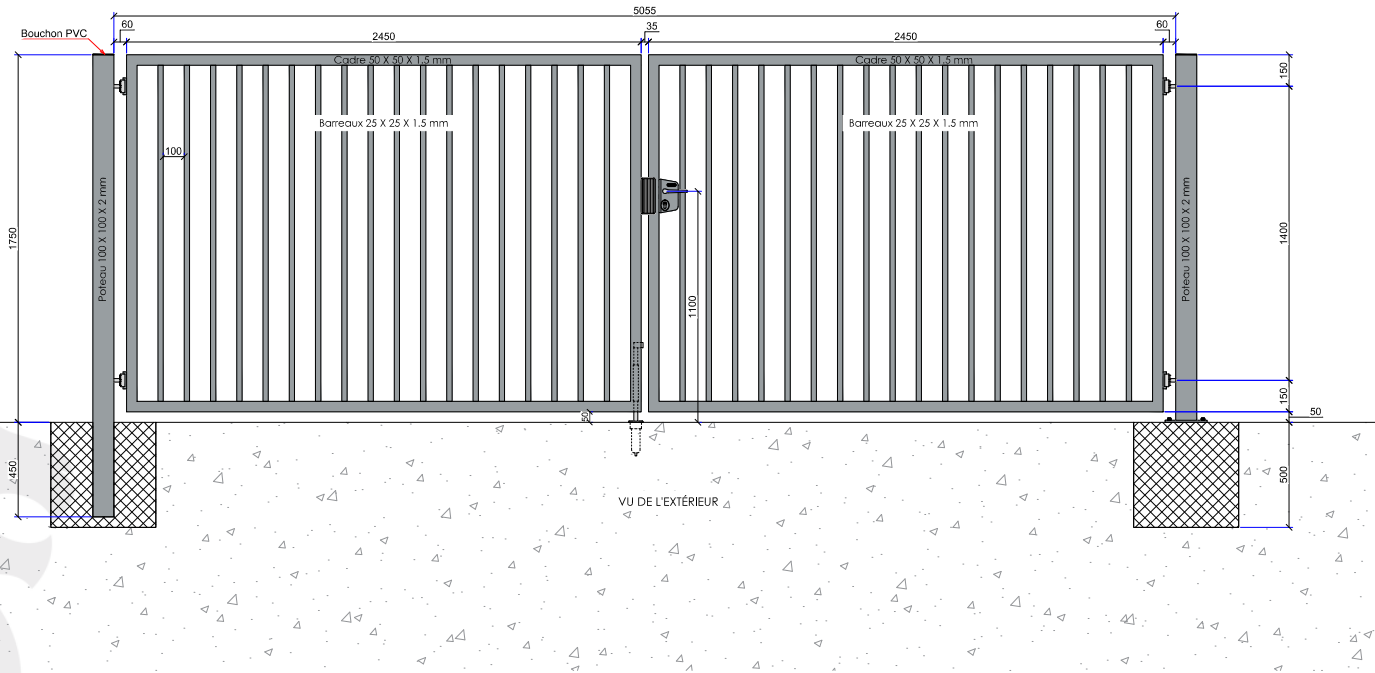 5055
Bouchon PVC
60
2450
35
2450
60
Cadre 50 X 50 X 1.5 mm
Cadre 50 X 50 X 1.5 mm
150
Barreaux 25 X 25 X 1.5 mm
Barreaux 25 X 25 X 1.5 mm
100
1750
Poteau 100 X 100 X 2 mm
Poteau 100 X 100 X 2 mm
1400
1100
150
50
50
450
500
VU DE L'EXTÉRIEUR